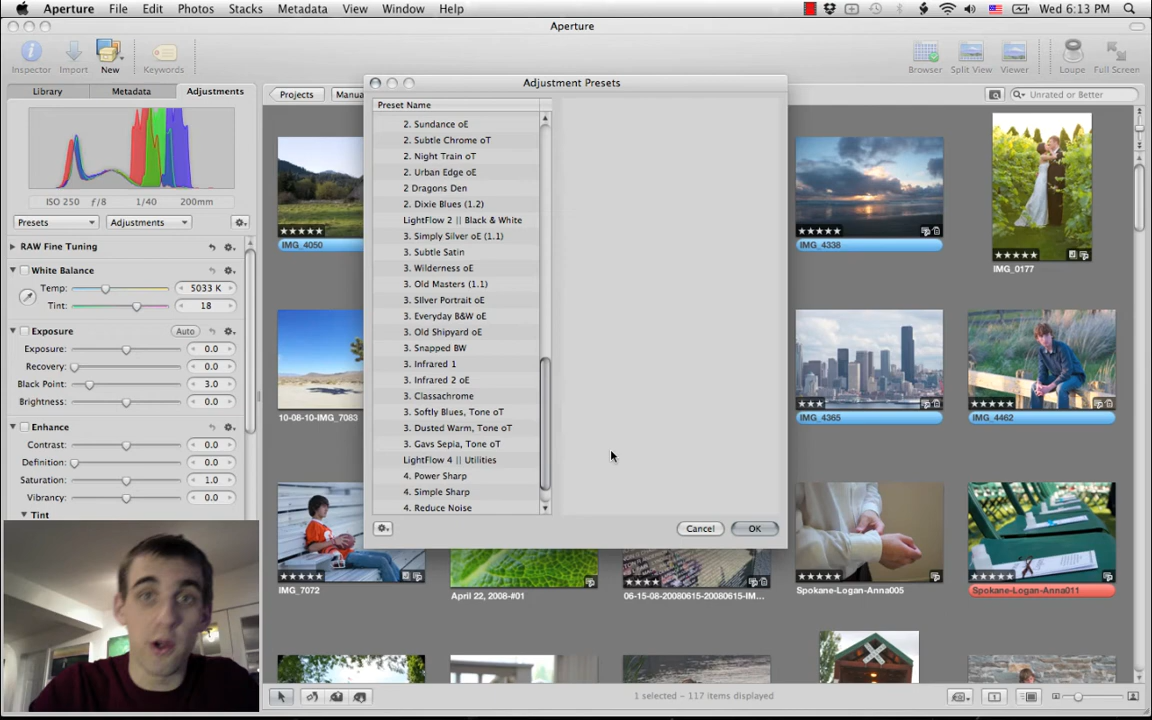 Aperture File Edit Photos Stacks Metadata View Window Help Wed 6:13 PM
Aperture
Inspector Import New Keywords Browser Split View Viewer Loupe Full Screen
Library Metadata Adjustments
Projects Manua
Unrated or Better
ISO 250 f/8 1/40 200mm
Presets Adjustments
RAW Fine Tuning
White Balance
Temp: 5033 K
Tint: 18
Exposure Auto
Exposure: 0.0
Recovery: 0.0
Black Point: 3.0
Brightness: 0.0
Enhance
Contrast: 0.0
Definition: 0.0
Saturation: 1.0
Vibrancy: 0.0
Tint
Adjustment Presets
Preset Name
2. Sundance oE
2. Subtle Chrome oT
2. Night Train oT
2. Urban Edge oE
2 Dragons Den
2. Dixie Blues (1.2)
LightFlow 2 || Black & White
3. Simply Silver oE (1.1)
3. Subtle Satin
3. Wilderness oE
3. Old Masters (1.1)
3. SIlver Portrait oE
3. Everyday B&W oE
3. Old Shipyard oE
3. Snapped BW
3. Infrared 1
3. Infrared 2 oE
3. Classachrome
3. Softly Blues, Tone oT
3. Dusted Warm, Tone oT
3. Gavs Sepia, Tone oT
LightFlow 4 || Utilities
4. Power Sharp
4. Simple Sharp
4. Reduce Noise
Cancel OK
IMG_4050
IMG_4338
IMG_0177
10-08-10-IMG_7083
IMG_4365
IMG_4462
IMG_7072
April 22, 2008-#01
06-15-08-20080615-20080615-IM...
Spokane-Logan-Anna005
Spokane-Logan-Anna011
1 selected — 117 items displayed